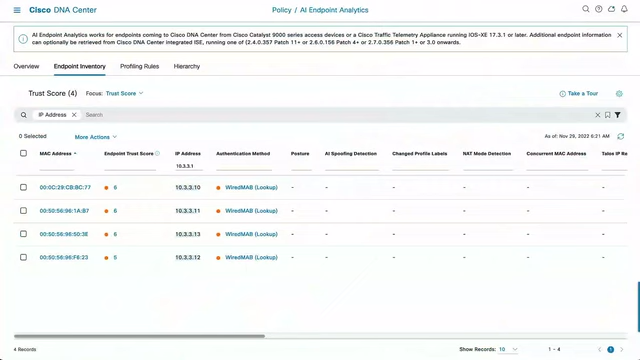 Cisco DNA Center
Policy / AI Endpoint Analytics
AI Endpoint Analytics works for endpoints coming to Cisco DNA Center from Cisco Catalyst 9000 series access devices or a Cisco Traffic Telemetry Appliance running IOS-XE 17.3.1 or later. Additional endpoint information
can optionally be retrieved from Cisco DNA Center integrated ISE, running one of (2.4.0.357 Patch 11+ or 2.6.0.156 Patch 4+ or 2.7.0.356 Patch 1+ or 3.0 onwards.
Overview Endpoint Inventory Profiling Rules Hierarchy
Trust Score (4) Focus: Trust Score Take a Tour
IP Address Search
0 Selected More Actions As of: Nov 29, 2022 6:21 AM
MAC Address Endpoint Trust Score IP Address Authentication Method Posture AI Spoofing Detection Changed Profile Labels NAT Mode Detection Concurrent MAC Address Talos IP Re
10.3.3.1
00:0C:29:CB:BC:77 6 10.3.3.10 WiredMAB (Lookup) - - - - - -
00:50:56:96:1A:B7 6 10.3.3.11 WiredMAB (Lookup) - - - - - -
00:50:56:96:50:3E 6 10.3.3.13 WiredMAB (Lookup) - - - - - -
00:50:56:96:F6:23 5 10.3.3.12 WiredMAB (Lookup) - - - - - -
4 Records Show Records: 10 1 - 4 1